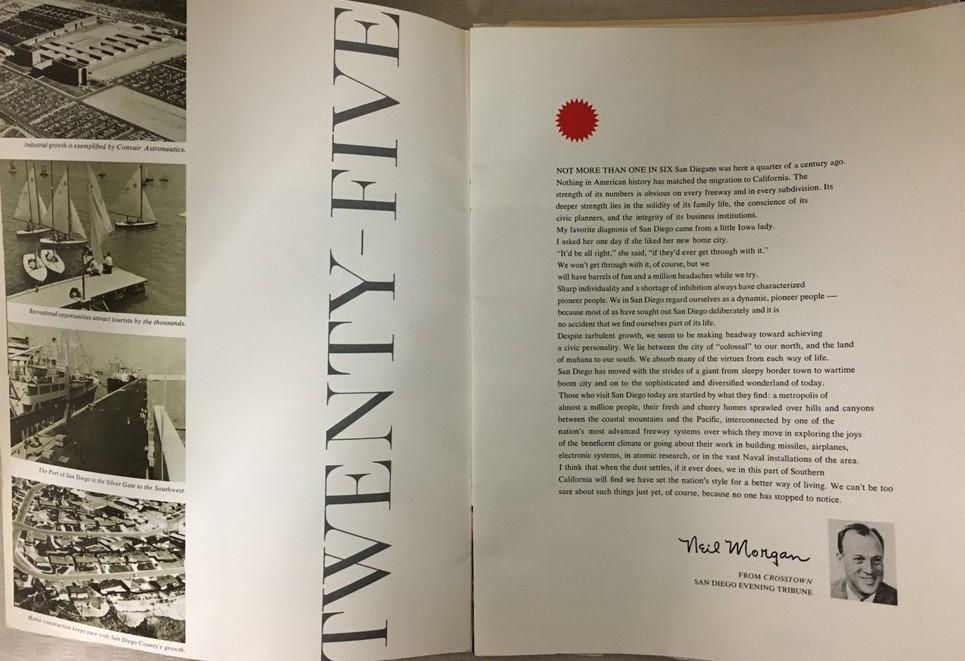 Industrial growth is exemplified by Convair Astronautics.
Recreational opportunities attract tourists by the thousands.
The Port of San Diego is the Silver Gate to the Southwest.
Home construction keeps pace with San Diego County's growth.
TWENTY-FIVE
NOT MORE THAN ONE IN SIX San Diegans was here a quarter of a century ago.
Nothing in American history has matched the migration to California. The
strength of its numbers is obvious on every freeway and in every subdivision. Its
deeper strength lies in the solidity of its family life, the conscience of its
civic planners, and the integrity of its business institutions.
My favorite diagnosis of San Diego came from a little Iowa lady.
I asked her one day if she liked her new home city.
"It'd be all right," she said, "if they'd ever get through with it."
We won't get through with it, of course, but we
will have barrels of fun and a million headaches while we try.
Sharp individuality and a shortage of inhibition always have characterized
pioneer people. We in San Diego regard ourselves as a dynamic, pioneer people —
because most of us have sought out San Diego deliberately and it is
no accident that we find ourselves part of its life.
Despite turbulent growth, we seem to be making headway toward achieving
a civic personality. We lie between the city of "colossal" to our north, and the land
of mañana to our south. We absorb many of the virtues from each way of life.
San Diego has moved with the strides of a giant from sleepy border town to wartime
boom city and on to the sophisticated and diversified wonderland of today.
Those who visit San Diego today are startled by what they find: a metropolis of
almost a million people, their fresh and cheery homes sprawled over hills and canyons
between the coastal mountains and the Pacific, interconnected by one of the
nation's most advanced freeway systems over which they move in exploring the joys
of the beneficent climate or going about their work in building missiles, airplanes,
electronic systems, in atomic research, or in the vast Naval installations of the area.
I think that when the dust settles, if it ever does, we in this part of Southern
California will find we have set the nation's style for a better way of living. We can't be too
sure about such things just yet, of course, because no one has stopped to notice.
Neil Morgan
FROM CROSSTOWN
SAN DIEGO EVENING TRIBUNE